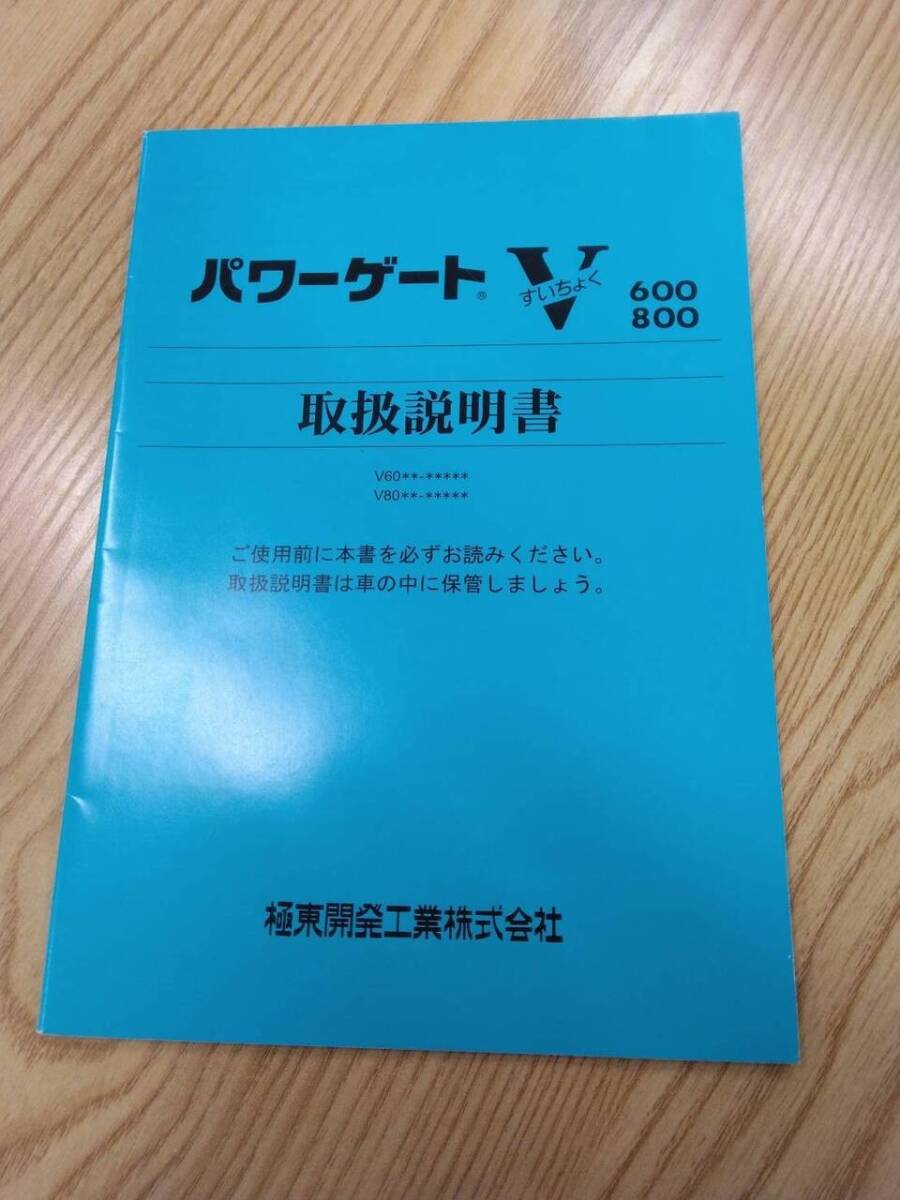 パワーゲート® V すいちょく 600
800
取扱説明書
V60**-*****
V80**-*****
ご使用前に本書を必ずお読みください。
取扱説明書は車の中に保管しましょう。
極東開発工業株式会社